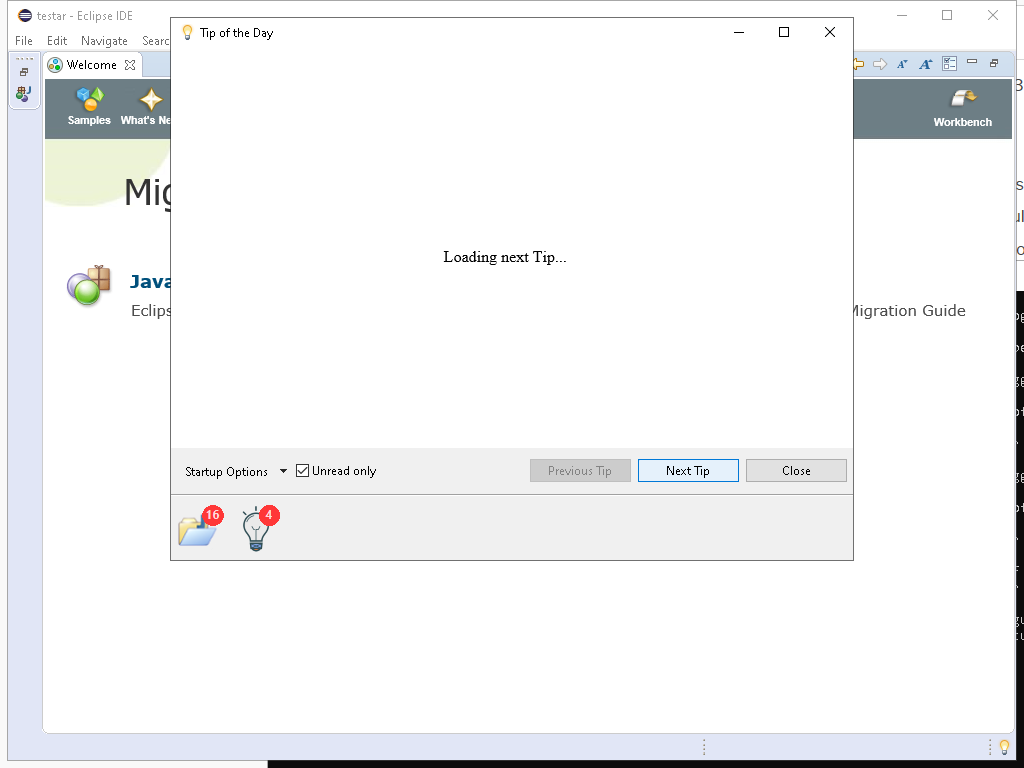 testar - Eclipse IDE
File Edit Navigate Searc
Tip of the Day
Welcome
Samples
What's Ne
Workbench
Mig
Java
Eclips
Migration Guide
Loading next Tip...
Startup Options
Unread only
Previous Tip
Next Tip
Close
16
4